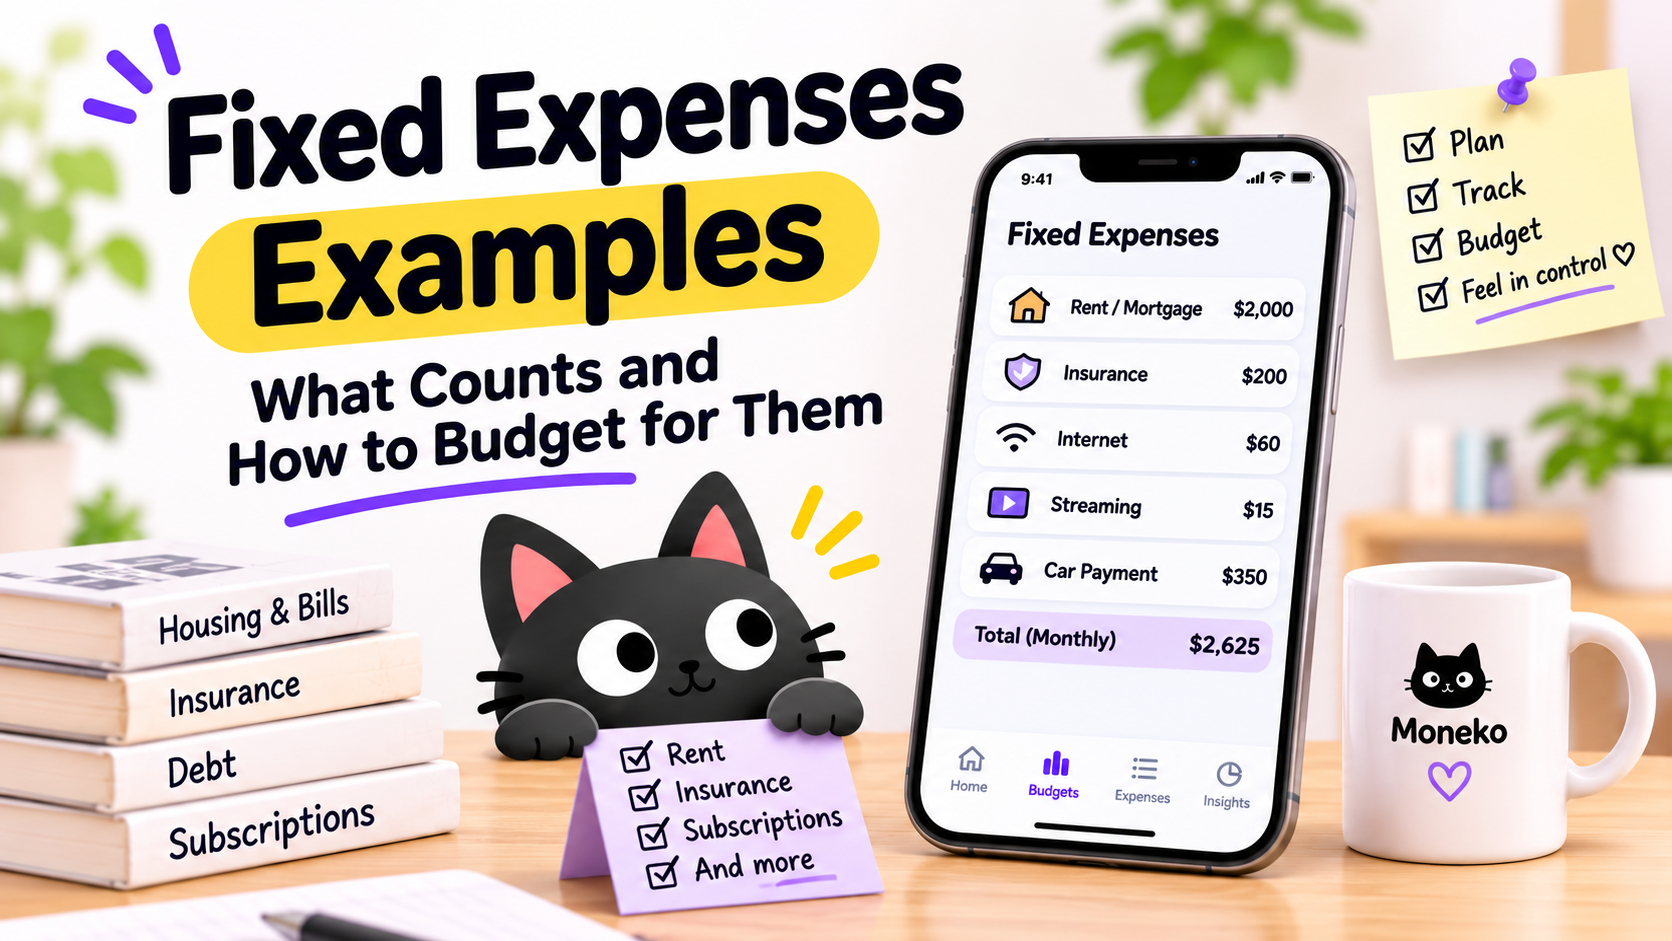 Fixed Expenses
Examples
What Counts and
How to Budget for Them
Housing & Bills
Insurance
Debt
Subscriptions
Rent
Insurance
Subscriptions
And more
9:41
Fixed Expenses
Rent / Mortgage $2,000
Insurance $200
Internet $60
Streaming $15
Car Payment $350
Total (Monthly) $2,625
Home Budgets Expenses Insights
Plan
Track
Budget
Feel in control
Moneko